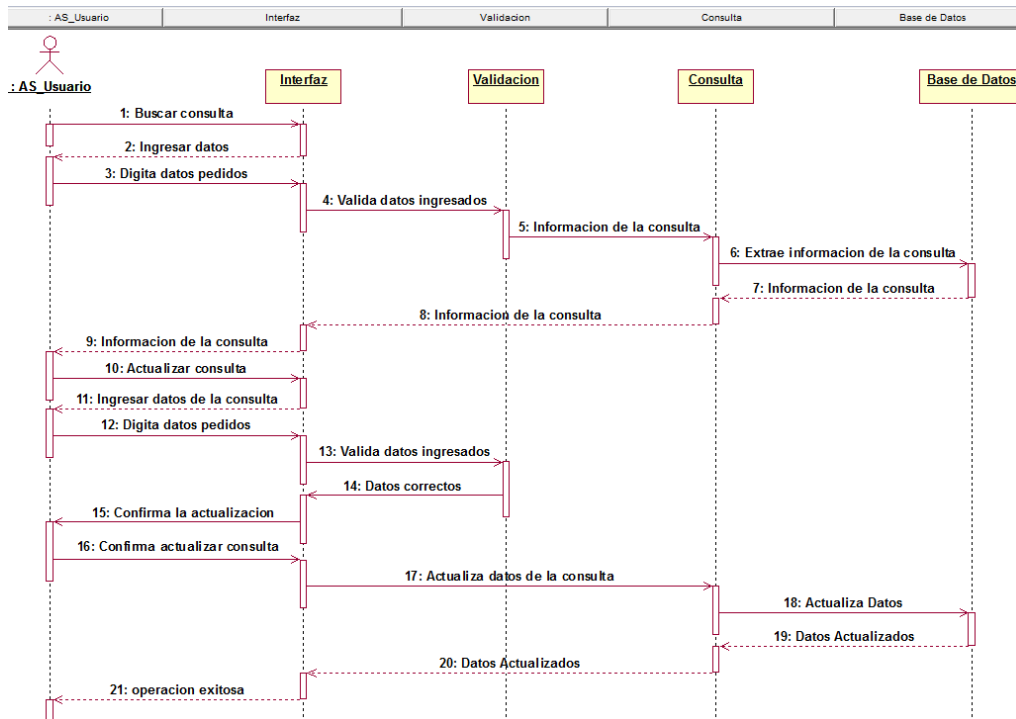 : AS_Usuario
Interfaz
Validacion
Consulta
Base de Datos
: AS_Usuario
Interfaz
Validacion
Consulta
Base de Datos
1: Buscar consulta
2: Ingresar datos
3: Digita datos pedidos
4: Valida datos ingresados
5: Informacion de la consulta
6: Extrae informacion de la consulta
7: Informacion de la consulta
8: Informacion de la consulta
9: Informacion de la consulta
10: Actualizar consulta
11: Ingresar datos de la consulta
12: Digita datos pedidos
13: Valida datos ingresados
14: Datos correctos
15: Confirma la actualizacion
16: Confirma actualizar consulta
17: Actualiza datos de la consulta
18: Actualiza Datos
19: Datos Actualizados
20: Datos Actualizados
21: operacion exitosa